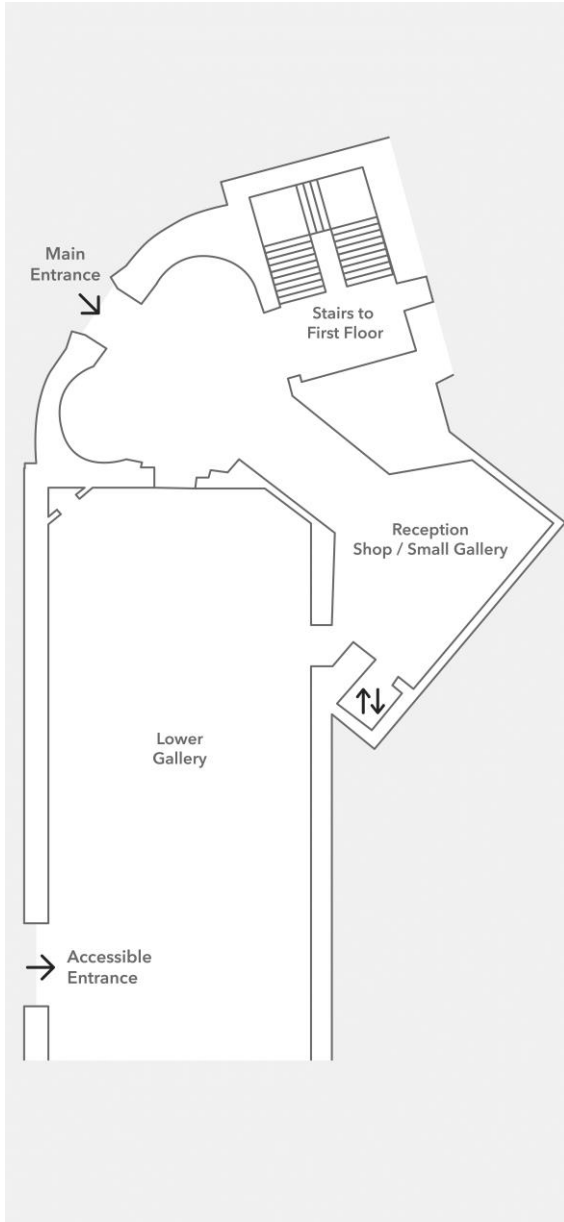 Main
Entrance
Stairs to
First Floor
Reception
Shop / Small Gallery
Lower
Gallery
Accessible
Entrance